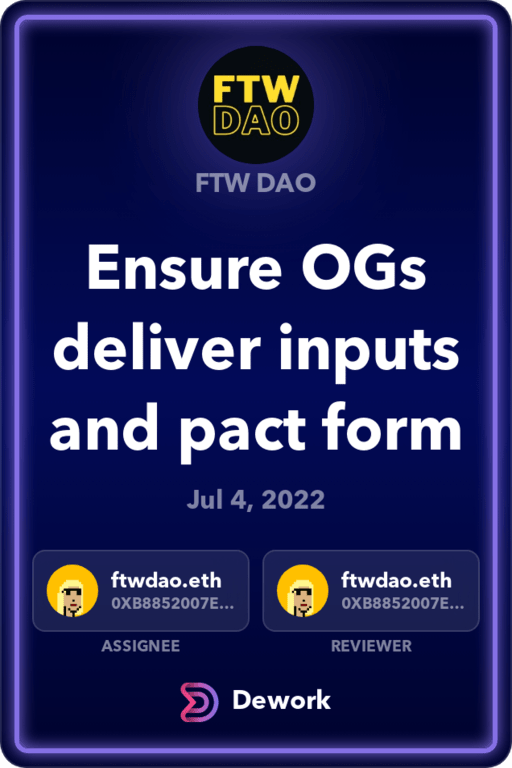 FTW
DAO
FTW DAO
Ensure OGs
deliver inputs
and pact form
Jul 4, 2022
ftwdao.eth
0XB8852007E...
ASSIGNEE
ftwdao.eth
0XB8852007E...
REVIEWER
Dework